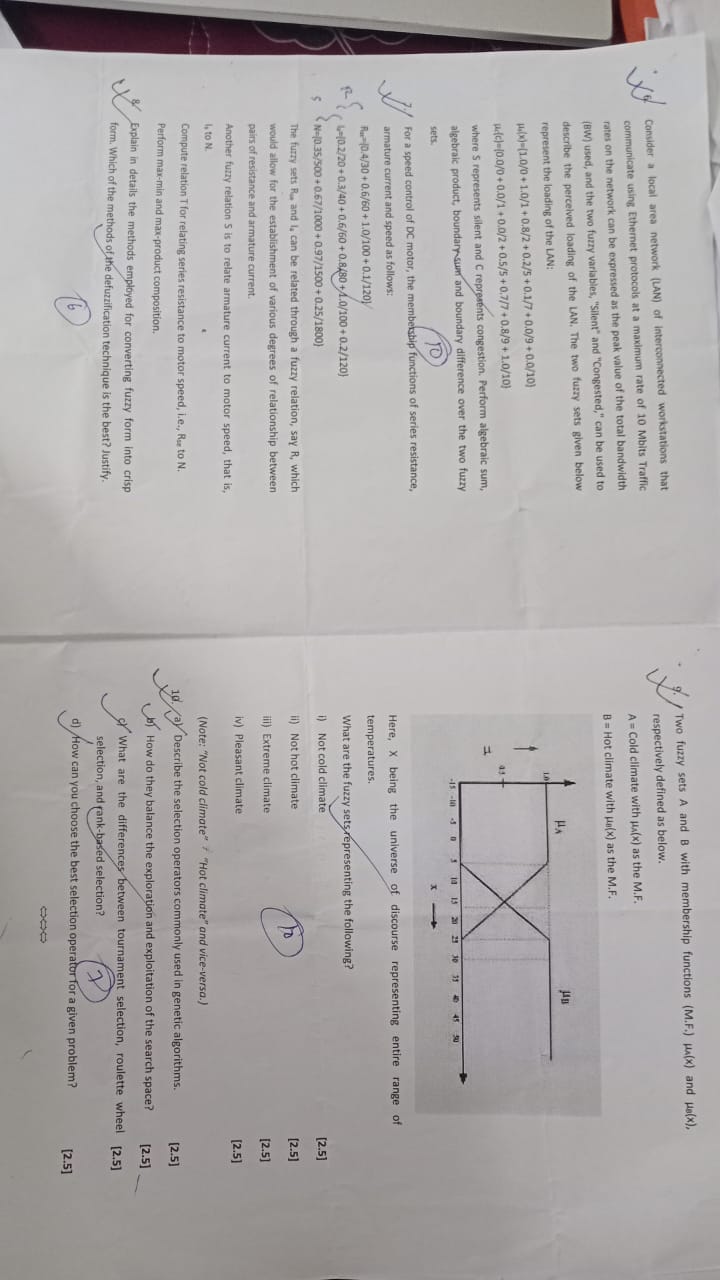 6. Consider a local area network (LAN) of interconnected workstations that
communicate using Ethernet protocols at a maximum rate of 10 Mbits Traffic
rates on the network can be expressed as the peak value of the total bandwidth
(BW) used, and the two fuzzy variables, "Silent" and "Congested," can be used to
describe the perceived loading of the LAN. The two fuzzy sets given below
represent the loading of the LAN:
μₛ(x)={1.0/0 + 1.0/1 + 0.8/2 + 0.2/5 + 0.1/7 + 0.0/9 + 0.0/10}
μc(c)={0.0/0 + 0.0/1 + 0.0/2 + 0.5/5 + 0.7/7 + 0.8/9 + 1.0/10}
where S represents silent and C represents congestion. Perform algebraic sum,
algebraic product, boundary sum and boundary difference over the two fuzzy
sets.
10
7. For a speed control of DC motor, the membership functions of series resistance,
armature current and speed as follows:
Rse={0.4/30 + 0.6/60 + 1.0/100 + 0.1/120}
R
Iₐ={0.2/20 + 0.3/40 + 0.6/60 + 0.8/80 + 1.0/100 + 0.2/120}
S
N={0.35/500 + 0.67/1000 + 0.97/1500 + 0.25/1800}
The fuzzy sets Rse and Iₐ can be related through a fuzzy relation, say R, which
would allow for the establishment of various degrees of relationship between
pairs of resistance and armature current.
Another fuzzy relation S is to relate armature current to motor speed, that is,
Iₐ to N.
Compute relation T for relating series resistance to motor speed, i.e., Rse to N.
Perform max-min and max-product composition.
8. Explain in details the methods employed for converting fuzzy form into crisp
form. Which of the methods of the defuzzification technique is the best? Justify.
6
9. Two fuzzy sets A and B with membership functions (M.F.) μA(x) and μB(x),
respectively defined as below.
A = Cold climate with μA(x) as the M.F.
B = Hot climate with μB(x) as the M.F.
μA μB
1.0
0.5
μ
-15 -10 -5 0 5 10 15 20 25 30 35 40 45 50
X
Here, X being the universe of discourse representing entire range of
temperatures.
What are the fuzzy sets representing the following?
i) Not cold climate [2.5]
ii) Not hot climate [2.5]
10
iii) Extreme climate [2.5]
iv) Pleasant climate [2.5]
(Note: "Not cold climate" ≠ "Hot climate" and vice-versa.)
10. a) Describe the selection operators commonly used in genetic algorithms. [2.5]
b) How do they balance the exploration and exploitation of the search space? [2.5]
c) What are the differences between tournament selection, roulette wheel [2.5]
selection, and rank-based selection?
7
d) How can you choose the best selection operator for a given problem? [2.5]
⇔⇔⇔